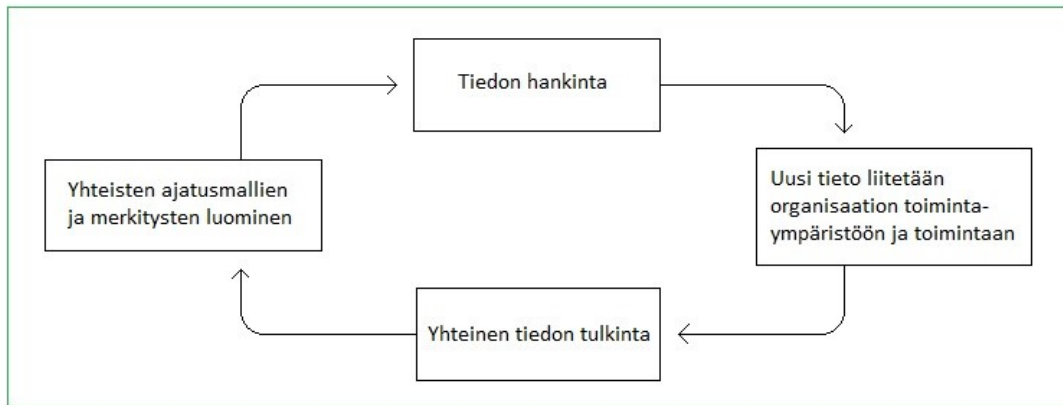 Tiedon hankinta
Uusi tieto liitetään
organisaation toiminta-
ympäristöön ja toimintaan
Yhteinen tiedon tulkinta
Yhteisten ajatusmallien
ja merkitysten luominen